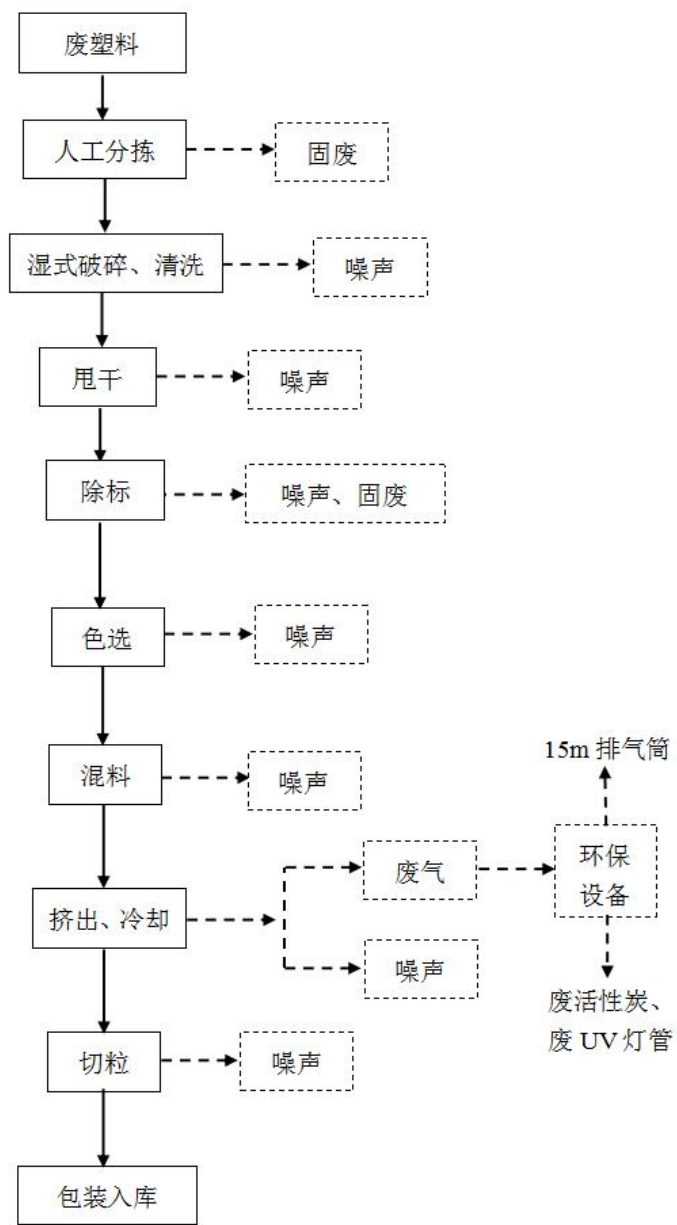 废塑料
人工分拣
固废
湿式破碎、清洗
噪声
甩干
噪声
除标
噪声、固废
色选
噪声
混料
噪声
15m 排气筒
挤出、冷却
废气
环保
设备
噪声
废活性炭、
废 UV 灯管
切粒
噪声
包装入库